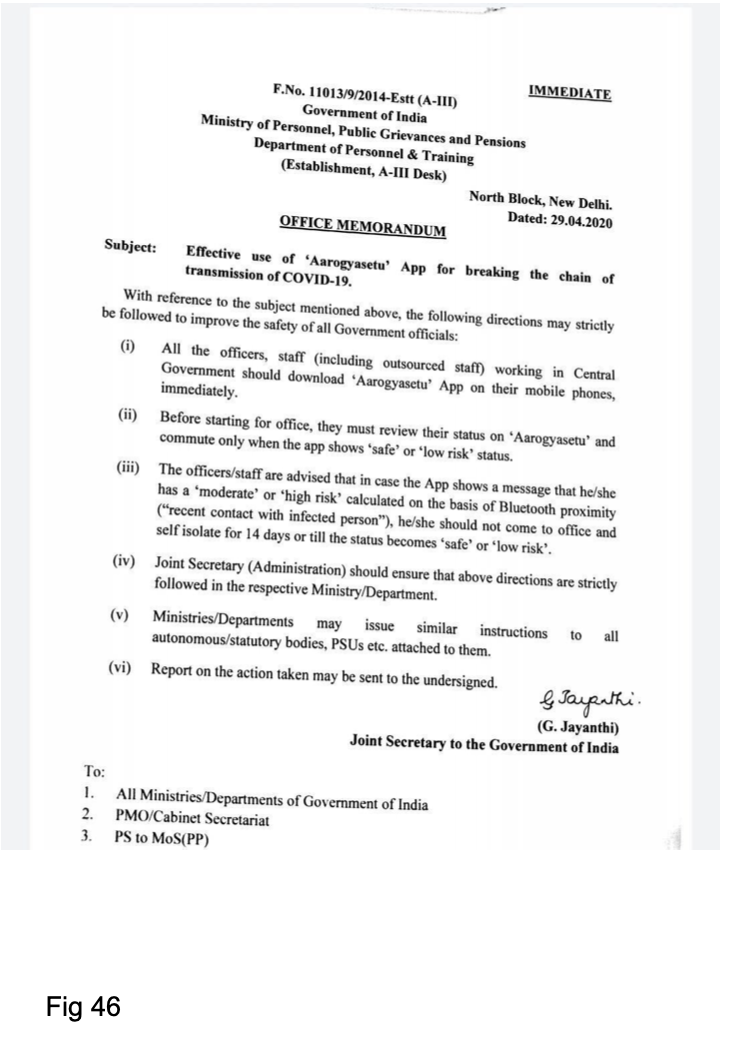 F.No. 11013/9/2014-Estt (A-III)
IMMEDIATE
Government of India
Ministry of Personnel, Public Grievances and Pensions
Department of Personnel & Training
(Establishment, A-III Desk)
North Block, New Delhi.
Dated: 29.04.2020
OFFICE MEMORANDUM
Subject: Effective use of ‘Aarogyasetu’ App for breaking the chain of
transmission of COVID-19.
With reference to the subject mentioned above, the following directions may strictly
be followed to improve the safety of all Government officials:
(i) All the officers, staff (including outsourced staff) working in Central
Government should download ‘Aarogyasetu’ App on their mobile phones,
immediately.
(ii) Before starting for office, they must review their status on ‘Aarogyasetu’ and
commute only when the app shows ‘safe’ or ‘low risk’ status.
(iii) The officers/staff are advised that in case the App shows a message that he/she
has a ‘moderate’ or ‘high risk’ calculated on the basis of Bluetooth proximity
(“recent contact with infected person”), he/she should not come to office and
self isolate for 14 days or till the status becomes ‘safe’ or ‘low risk’.
(iv) Joint Secretary (Administration) should ensure that above directions are strictly
followed in the respective Ministry/Department.
(v) Ministries/Departments may issue similar instructions to all
autonomous/statutory bodies, PSUs etc. attached to them.
(vi) Report on the action taken may be sent to the undersigned.
G Jayanthi.
(G. Jayanthi)
Joint Secretary to the Government of India
To:
1. All Ministries/Departments of Government of India
2. PMO/Cabinet Secretariat
3. PS to MoS(PP)
Fig 46